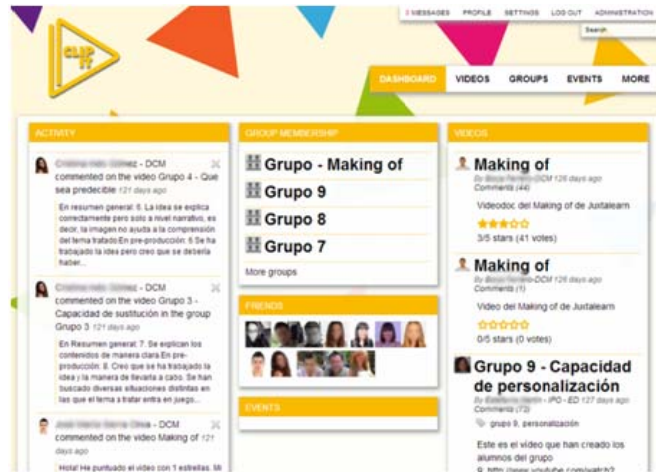 MESSAGES PROFILE SETTINGS LOG OUT ADMINISTRATION
Search
CLIP
IT
DASHBOARD VIDEOS GROUPS EVENTS MORE
ACTIVITY
- DCM
commented on the video Grupo 4 - Que
sea predecible 121 days ago
En resumen general: 6. La idea se explica
correctamente pero solo a nivel narrativo, es
decir, la imagen no ayuda a la comprensión
del tema tratado En pre-producción: 6 Se ha
trabajado la idea pero creo que se debería
haber...
- DCM
commented on the video Grupo 3 -
Capacidad de sustitución in the group
Grupo 3 121 days ago
En Resumen general: 7. Se explican los
contenidos de manera clara En pre-
producción: 8. Creo que se ha trabajado la
idea y la manera de llevarla a cabo. Se han
buscado diversas situaciones distintas en
las que el tema a tratar entra en juego...
- DCM
commented on the video Making of 121
days ago
Hola! He puntuado el video con 1 estrellas. Mi
GROUP MEMBERSHIP
Grupo - Making of
Grupo 9
Grupo 8
Grupo 7
More groups
FRIENDS
EVENTS
VIDEOS
Making of
By -DCM 126 days ago
Comments (44)
Videodoc del Making of de Juxtalearn
3/5 stars (41 votes)
Making of
By -DCM 126 days ago
Comments (1)
Video del Making of de Juxtalearn
0/5 stars (0 votes)
Grupo 9 - Capacidad
de personalización
By - IPO - ED 127 days ago
Comments (73)
grupo 9, personalización
Este es el vídeo que han creado los
alumnos del grupo
9: http://www.youtube.com/watch?